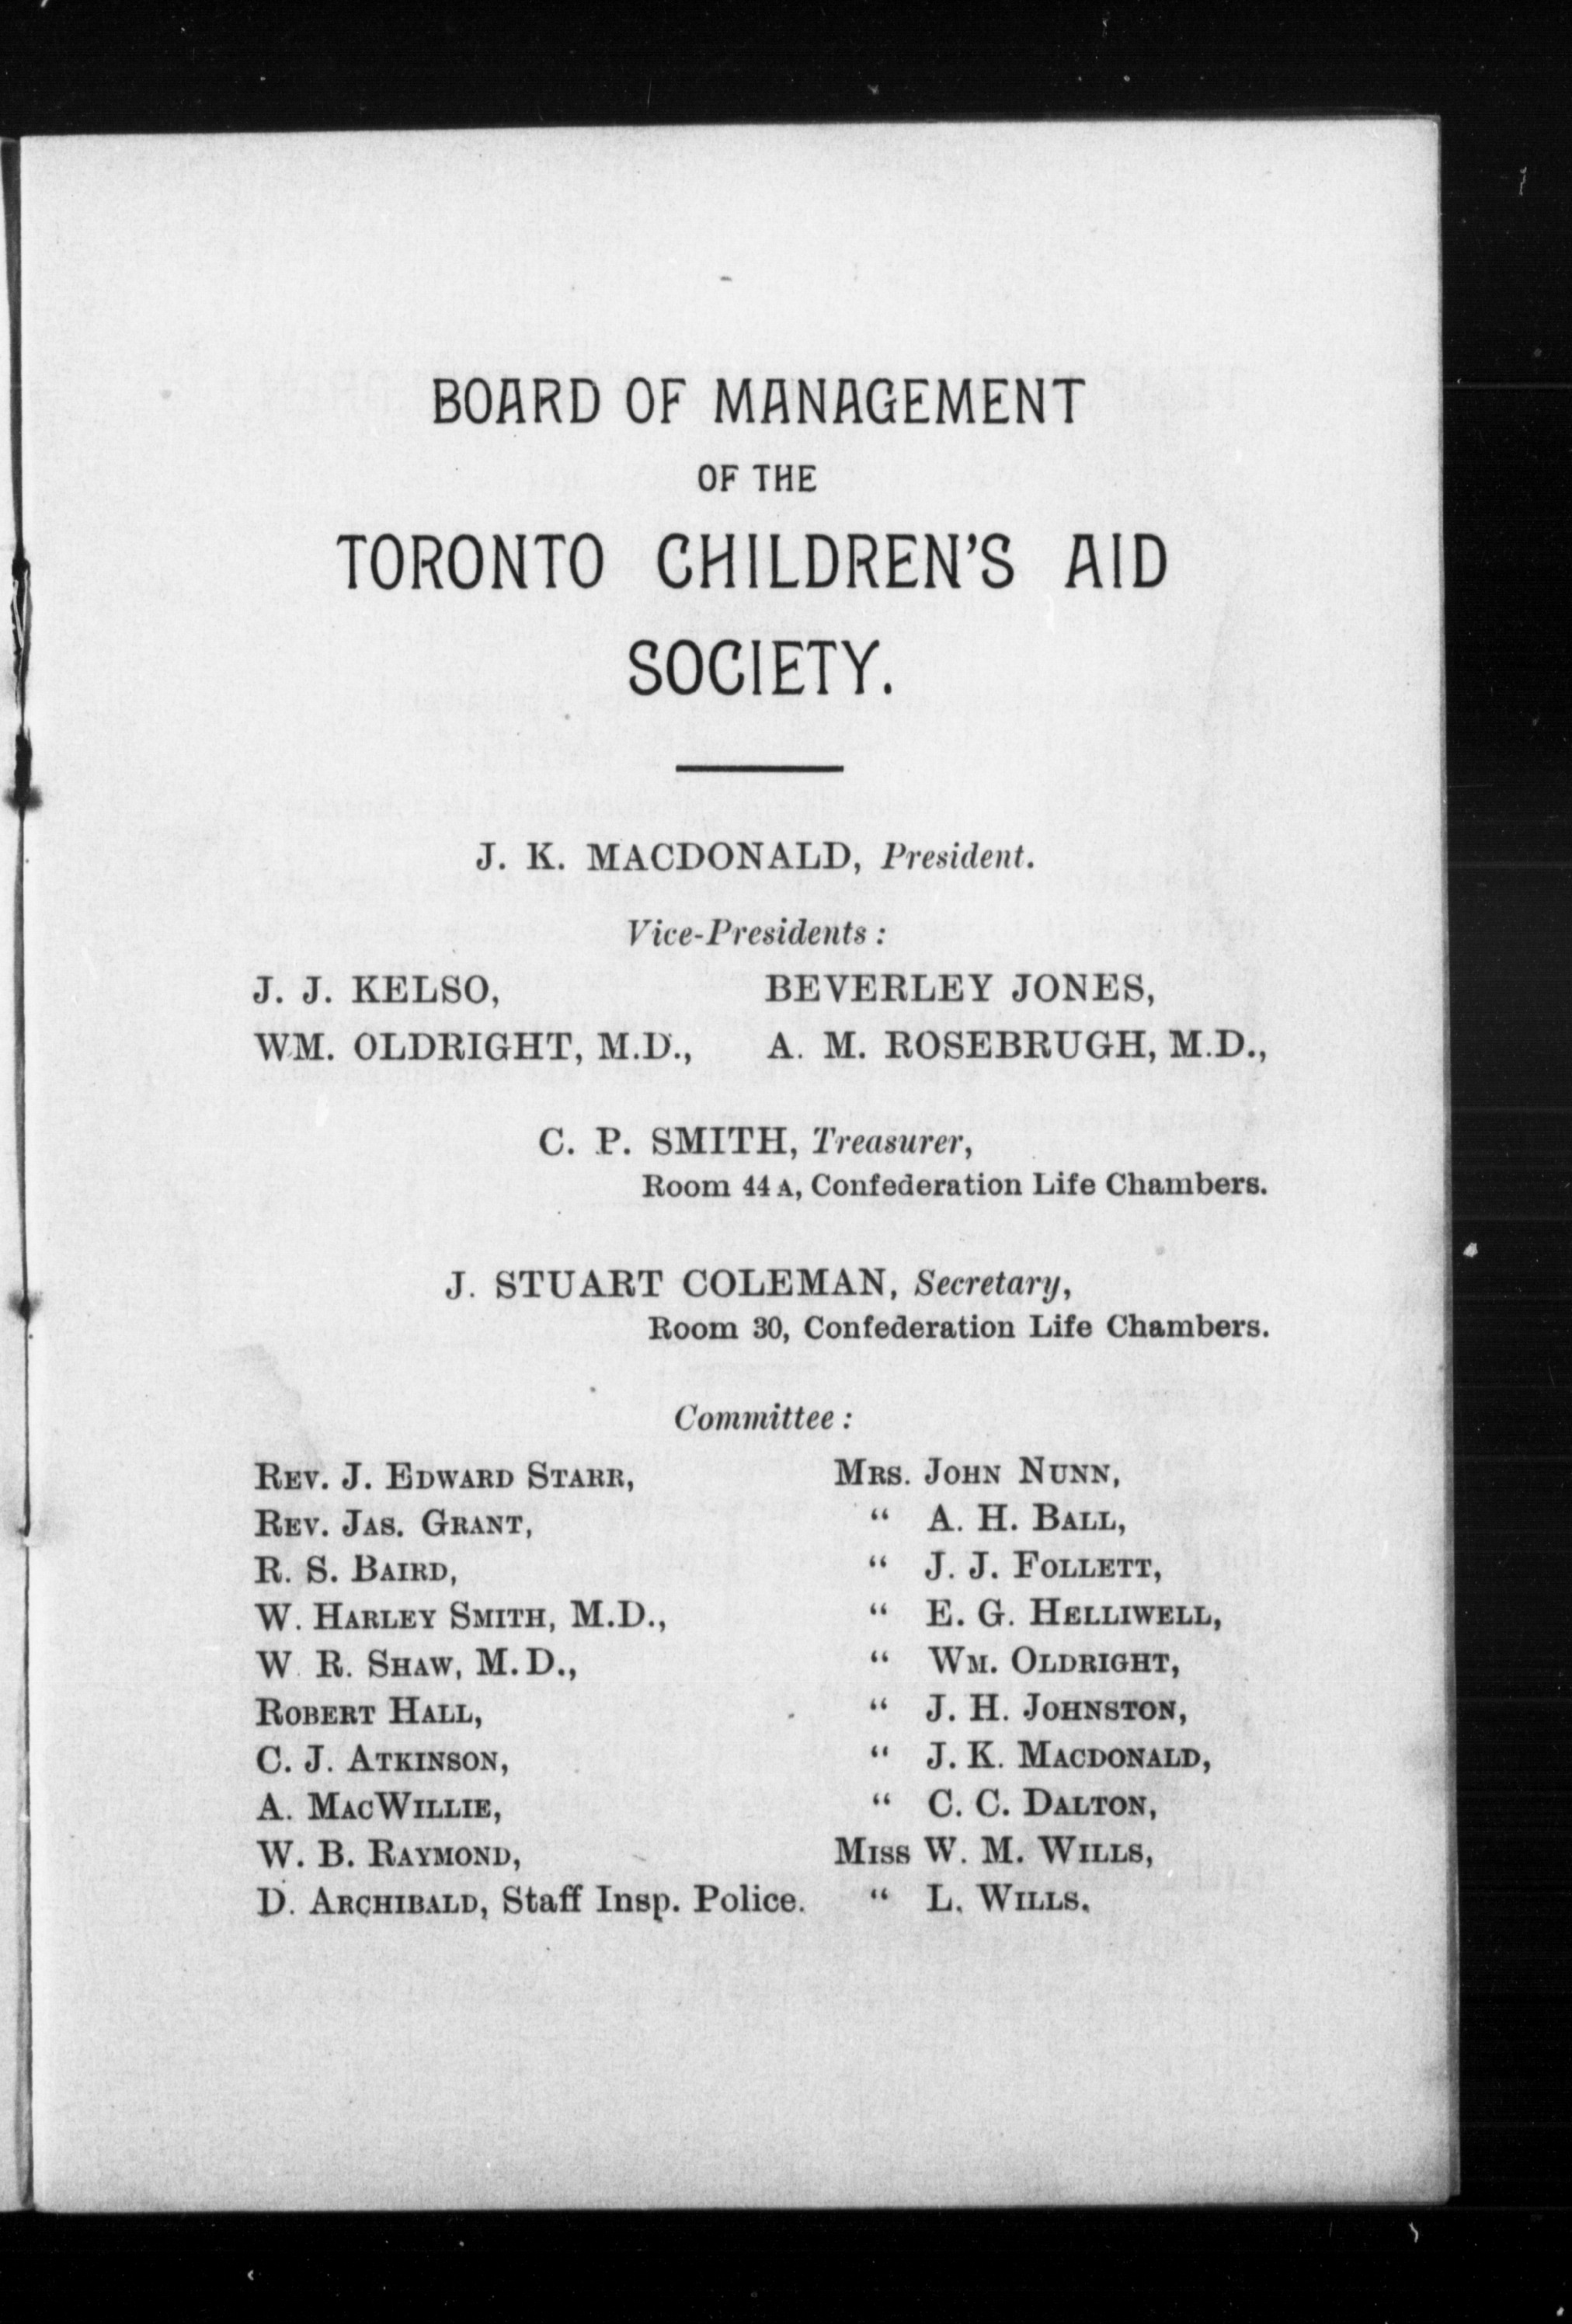 BOARD OF MANAGEMENT
OF THE
TORONTO CHILDREN'S AID
SOCIETY.
J. K. MACDONALD, President.
Vice-Presidents :
J. J. KELSO, BEVERLEY JONES,
WM. OLDRIGHT, M.D., A. M. ROSEBRUGH, M.D.,
C. P. SMITH, Treasurer,
Room 44 A, Confederation Life Chambers.
J. STUART COLEMAN, Secretary,
Room 30, Confederation Life Chambers.
Committee :
REV. J. EDWARD STARR, MRS. JOHN NUNN,
REV. JAS. GRANT, “ A. H. BALL,
R. S. BAIRD, “ J. J. FOLLETT,
W. HARLEY SMITH, M.D., “ E. G. HELLIWELL,
W. R. SHAW, M.D., “ WM. OLDRIGHT,
ROBERT HALL, “ J. H. JOHNSTON,
C. J. ATKINSON, “ J. K. MACDONALD,
A. MACWILLIE, “ C. C. DALTON,
W. B. RAYMOND, MISS W. M. WILLS,
D. ARCHIBALD, Staff Insp. Police. “ L. WILLS.